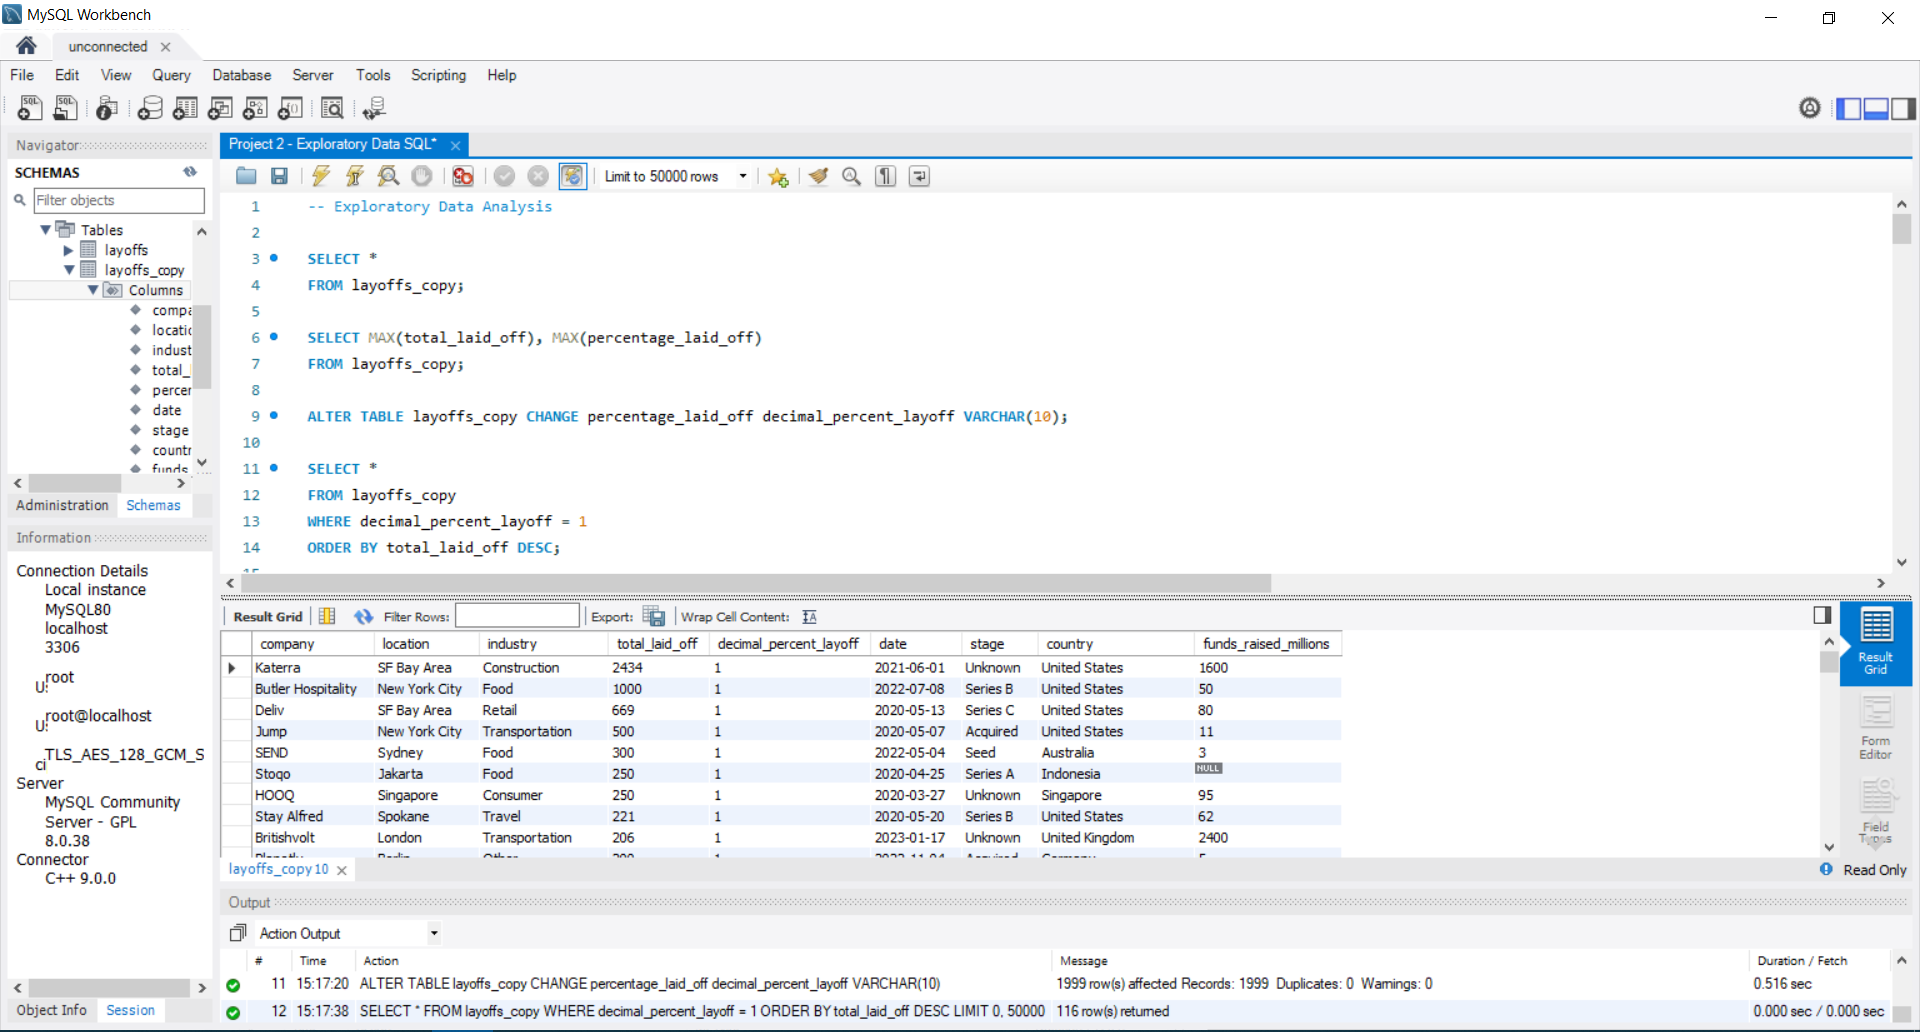 MySQL Workbench
unconnected
File Edit View Query Database Server Tools Scripting Help
Navigator
Project 2 - Exploratory Data SQL*
SCHEMAS
Filter objects
Limit to 50000 rows
Tables
layoffs
layoffs_copy
Columns
compa
locatic
indust
total_
percer
date
stage
countr
funds
Administration Schemas
1 -- Exploratory Data Analysis
2
3 SELECT *
4 FROM layoffs_copy;
5
6 SELECT MAX(total_laid_off), MAX(percentage_laid_off)
7 FROM layoffs_copy;
8
9 ALTER TABLE layoffs_copy CHANGE percentage_laid_off decimal_percent_layoff VARCHAR(10);
10
11 SELECT *
12 FROM layoffs_copy
13 WHERE decimal_percent_layoff = 1
14 ORDER BY total_laid_off DESC;
Information
Connection Details
Local instance
MySQL80
localhost
3306
root
U:
root@localhost
U:
TLS_AES_128_GCM_S
ci
Server
MySQL Community
Server - GPL
8.0.38
Connector
C++ 9.0.0
Object Info Session
Result Grid Filter Rows: Export: Wrap Cell Content:
company location industry total_laid_off decimal_percent_layoff date stage country funds_raised_millions
Katerra SF Bay Area Construction 2434 1 2021-06-01 Unknown United States 1600
Butler Hospitality New York City Food 1000 1 2022-07-08 Series B United States 50
Deliv SF Bay Area Retail 669 1 2020-05-13 Series C United States 80
Jump New York City Transportation 500 1 2020-05-07 Acquired United States 11
SEND Sydney Food 300 1 2022-05-04 Seed Australia 3
Stoqo Jakarta Food 250 1 2020-04-25 Series A Indonesia NULL
HOOQ Singapore Consumer 250 1 2020-03-27 Unknown Singapore 95
Stay Alfred Spokane Travel 221 1 2020-05-20 Series B United States 62
Britishvolt London Transportation 206 1 2023-01-17 Unknown United Kingdom 2400
Result
Grid
Form
Editor
Field
Types
layoffs_copy 10
Read Only
Output
Action Output
# Time Action Message Duration / Fetch
11 15:17:20 ALTER TABLE layoffs_copy CHANGE percentage_laid_off decimal_percent_layoff VARCHAR(10) 1999 row(s) affected Records: 1999 Duplicates: 0 Warnings: 0 0.516 sec
12 15:17:38 SELECT * FROM layoffs_copy WHERE decimal_percent_layoff = 1 ORDER BY total_laid_off DESC LIMIT 0, 50000 116 row(s) returned 0.000 sec / 0.000 sec